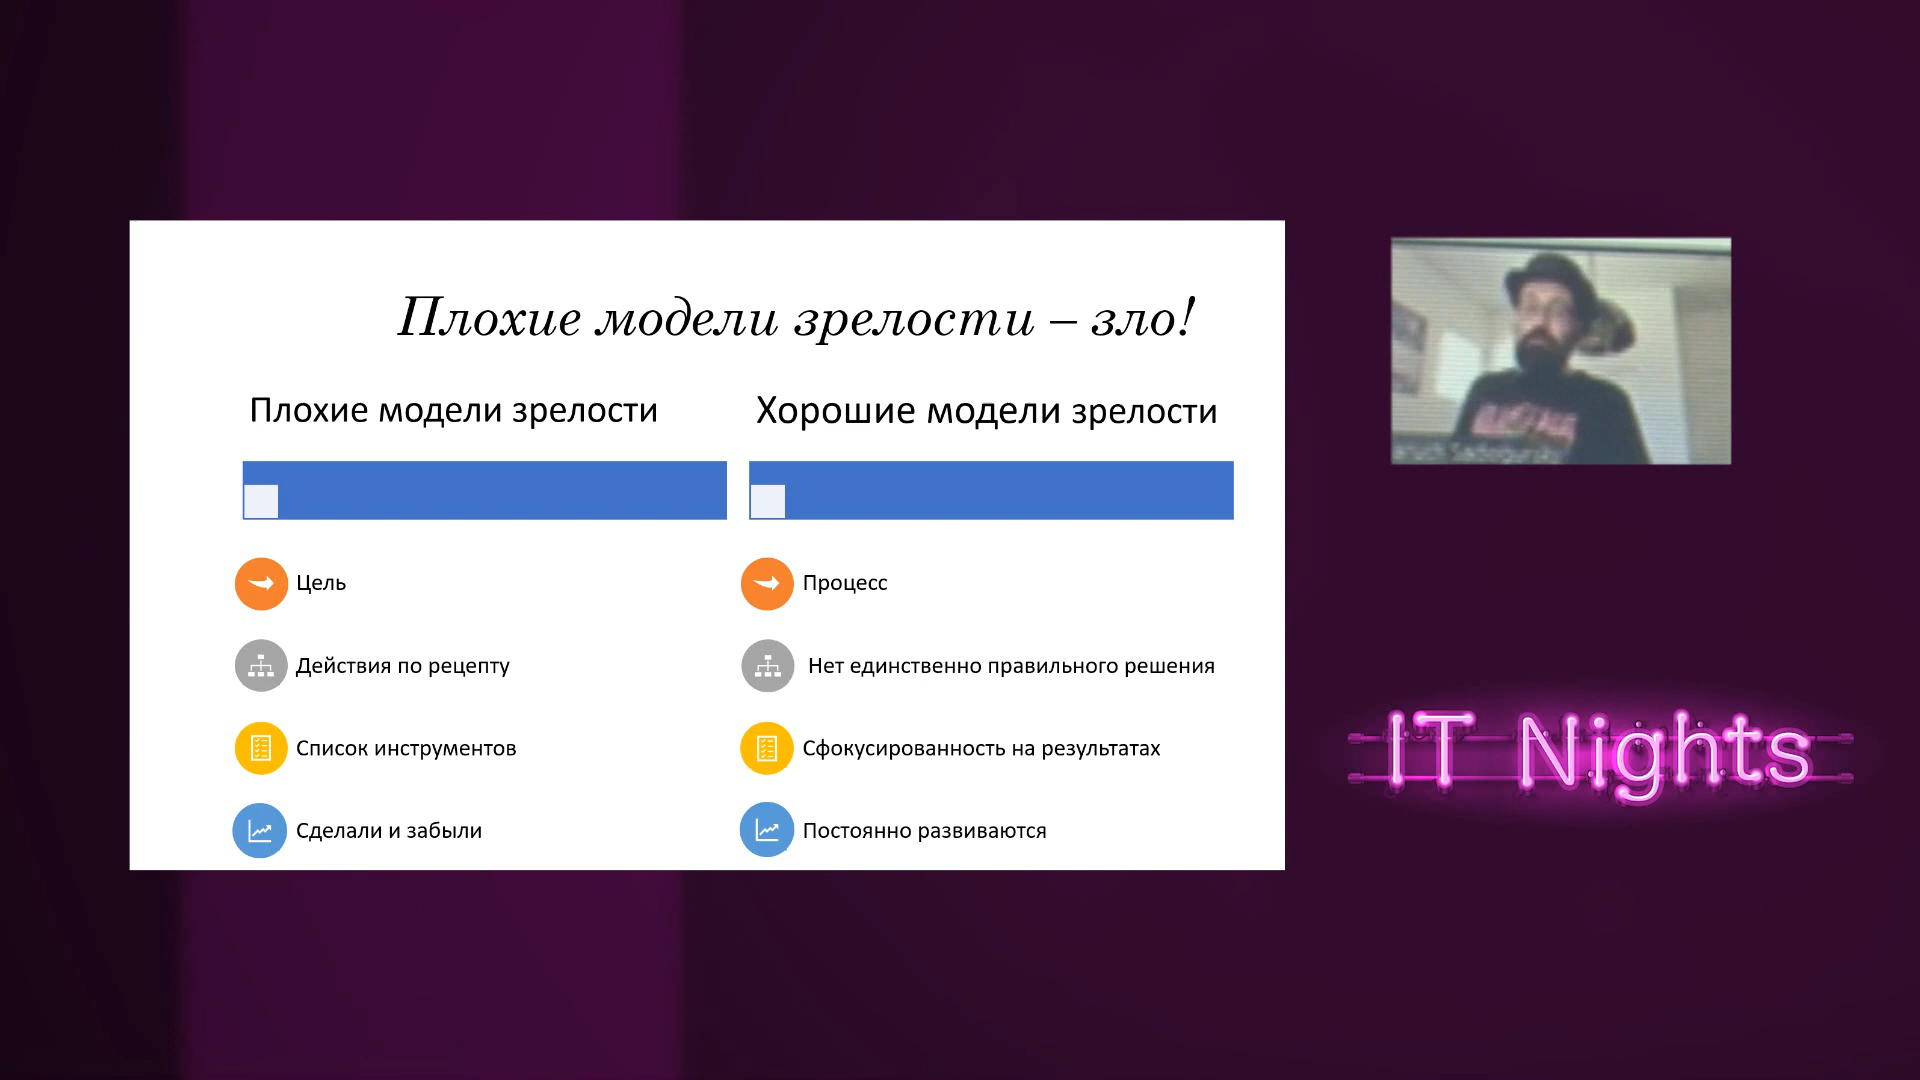 Плохие модели зрелости – зло!
Плохие модели зрелости
Хорошие модели зрелости
Цель
Действия по рецепту
Список инструментов
Сделали и забыли
Процесс
Нет единственно правильного решения
Сфокусированность на результатах
Постоянно развиваются
IT Nights